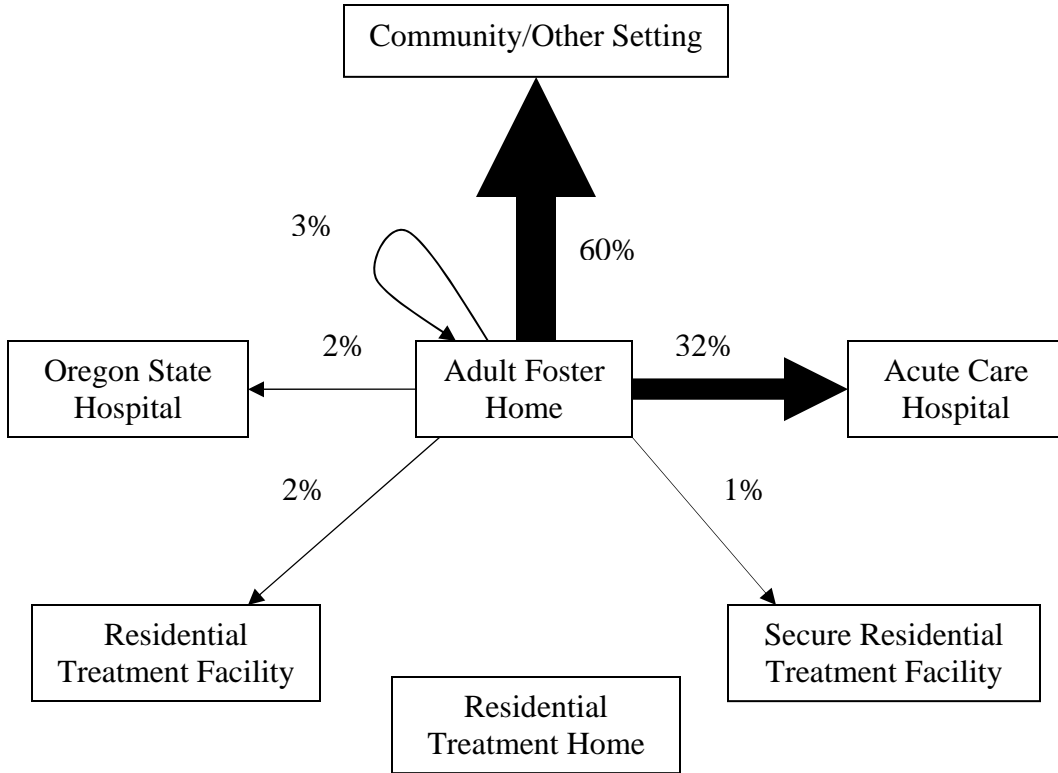 Community/Other Setting
3%
60%
2%
32%
Oregon State
Hospital
Adult Foster
Home
Acute Care
Hospital
2%
1%
Residential
Treatment Facility
Secure Residential
Treatment Facility
Residential
Treatment Home